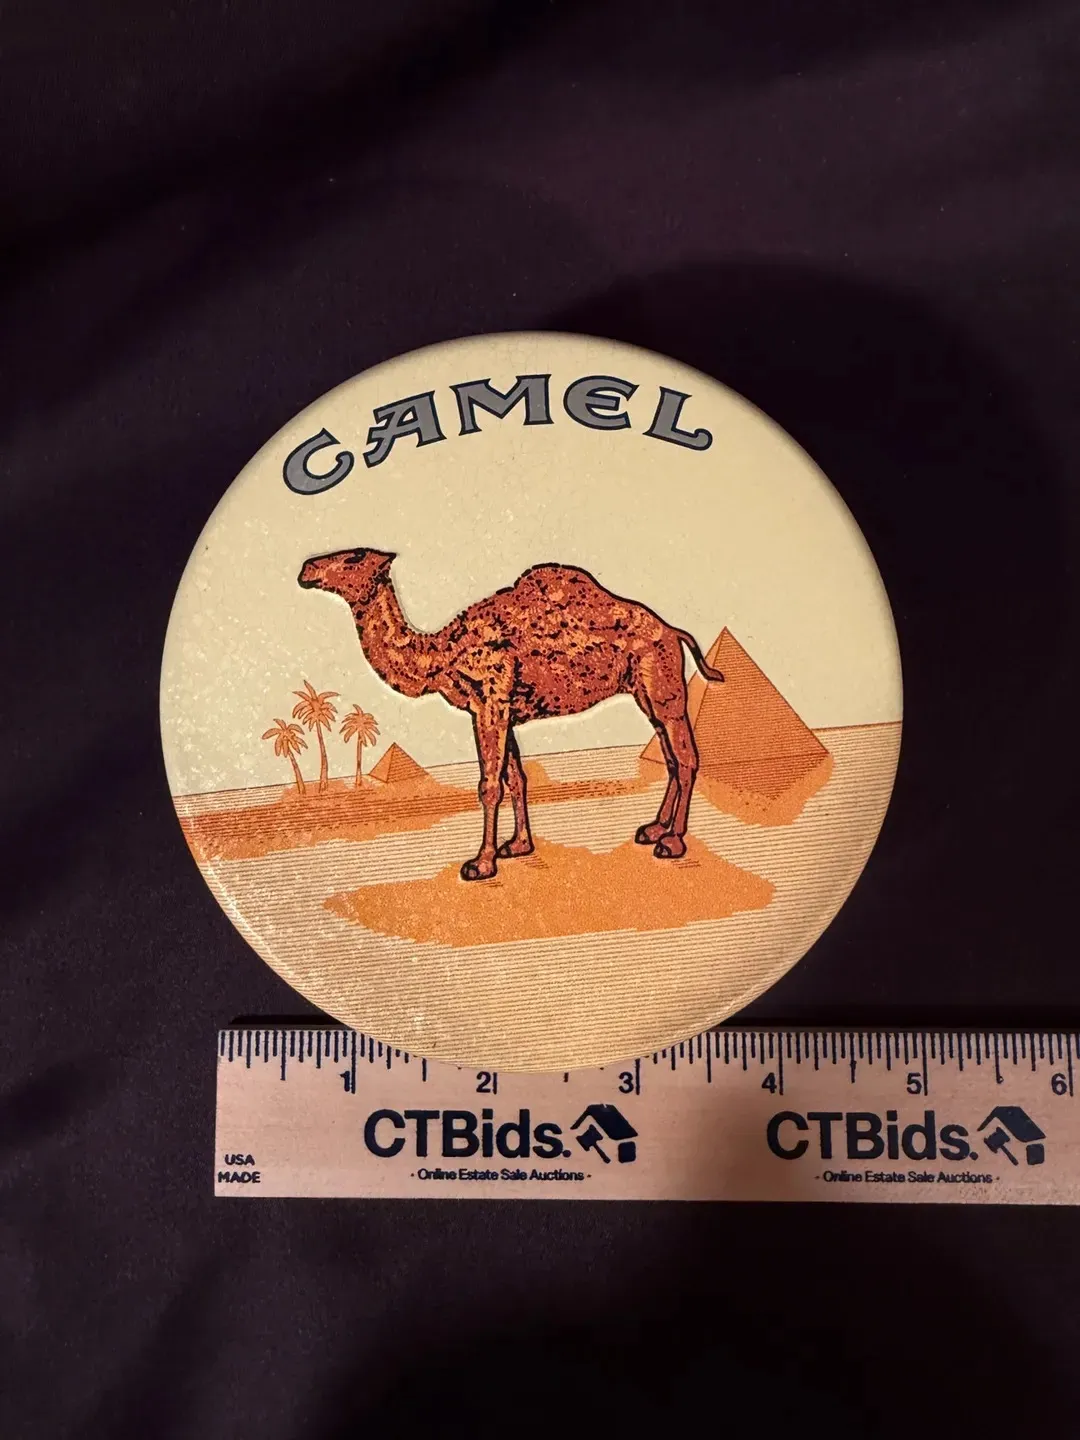 CAMEL
1 2 3 4 5 6
CTBids. CTBids.
- Online Estate Sale Auctions - - Online Estate Sale Auctions -
USA
MADE